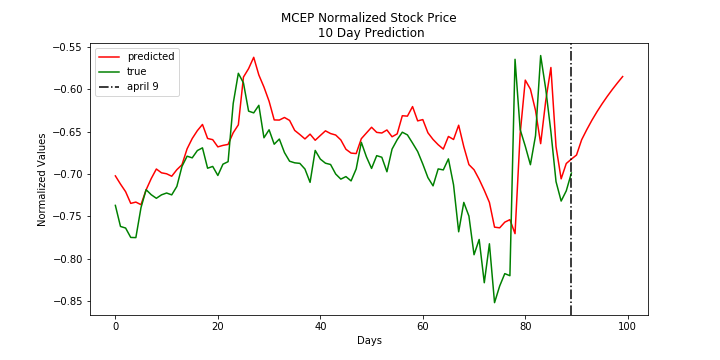 MCEP Normalized Stock Price
10 Day Prediction
predicted
true
april 9
Normalized Values
−0.55
−0.60
−0.65
−0.70
−0.75
−0.80
−0.85
0
20
40
60
80
100
Days